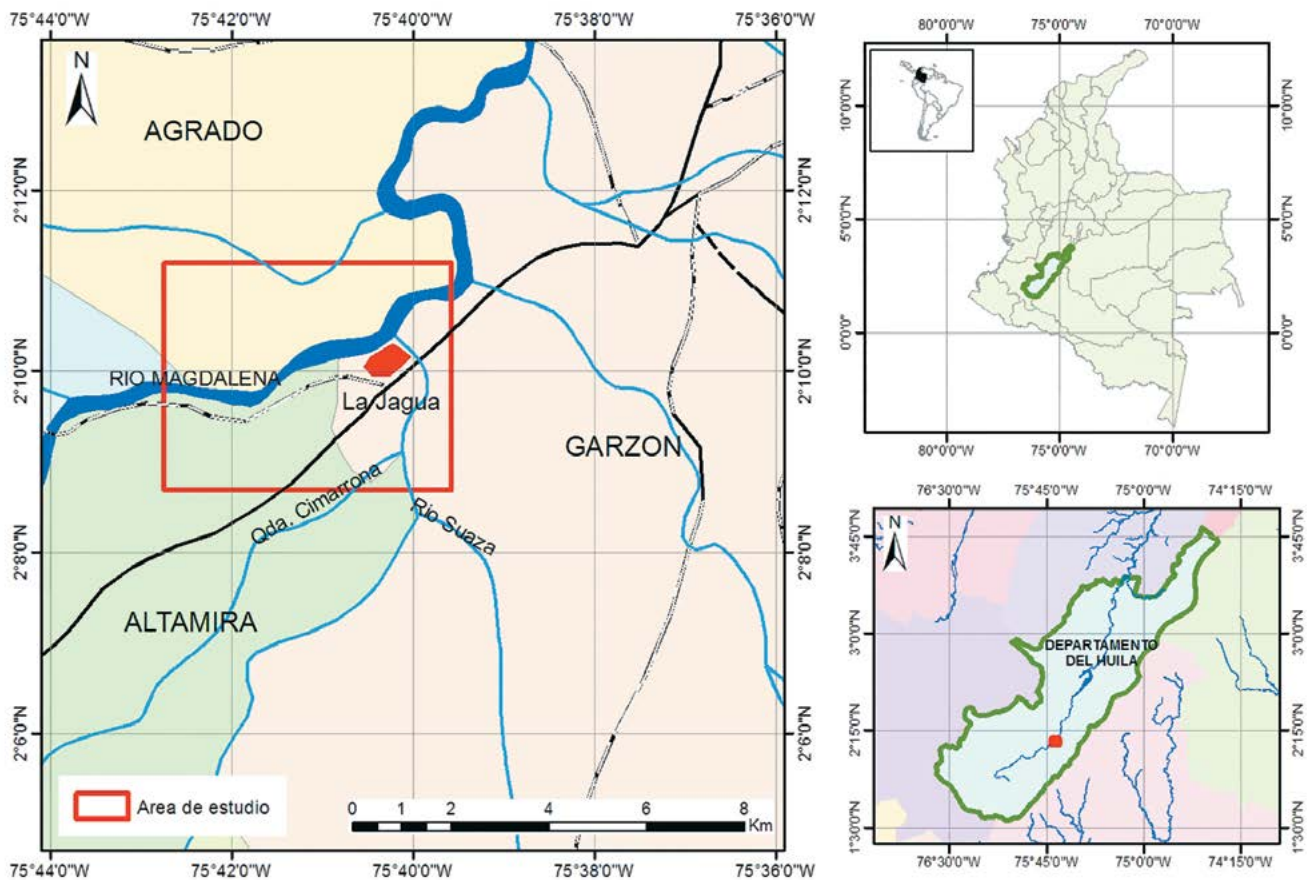 75°44'0"W 75°42'0"W 75°40'0"W 75°38'0"W 75°36'0"W
N
AGRADO
2°12'0"N 2°12'0"N
RIO MAGDALENA
2°10'0"N 2°10'0"N
La Jagua
GARZON
Qda. Cimarrona
Rio Suaza
2°8'0"N 2°8'0"N
ALTAMIRA
2°6'0"N 2°6'0"N
Area de estudio
0 1 2 4 6 8
Km
75°44'0"W 75°42'0"W 75°40'0"W 75°38'0"W 75°36'0"W
80°0'0"W 75°0'0"W 70°0'0"W
10°0'0"N 10°0'0"N
5°0'0"N 5°0'0"N
0°0'0" 0°0'0"
80°0'0"W 75°0'0"W 70°0'0"W
76°30'0"W 75°45'0"W 75°0'0"W 74°15'0"W
N
3°45'0"N 3°45'0"N
3°0'0"N 3°0'0"N
DEPARTAMENTO
DEL HUILA
2°15'0"N 2°15'0"N
1°30'0"N 1°30'0"N
76°30'0"W 75°45'0"W 75°0'0"W 74°15'0"W